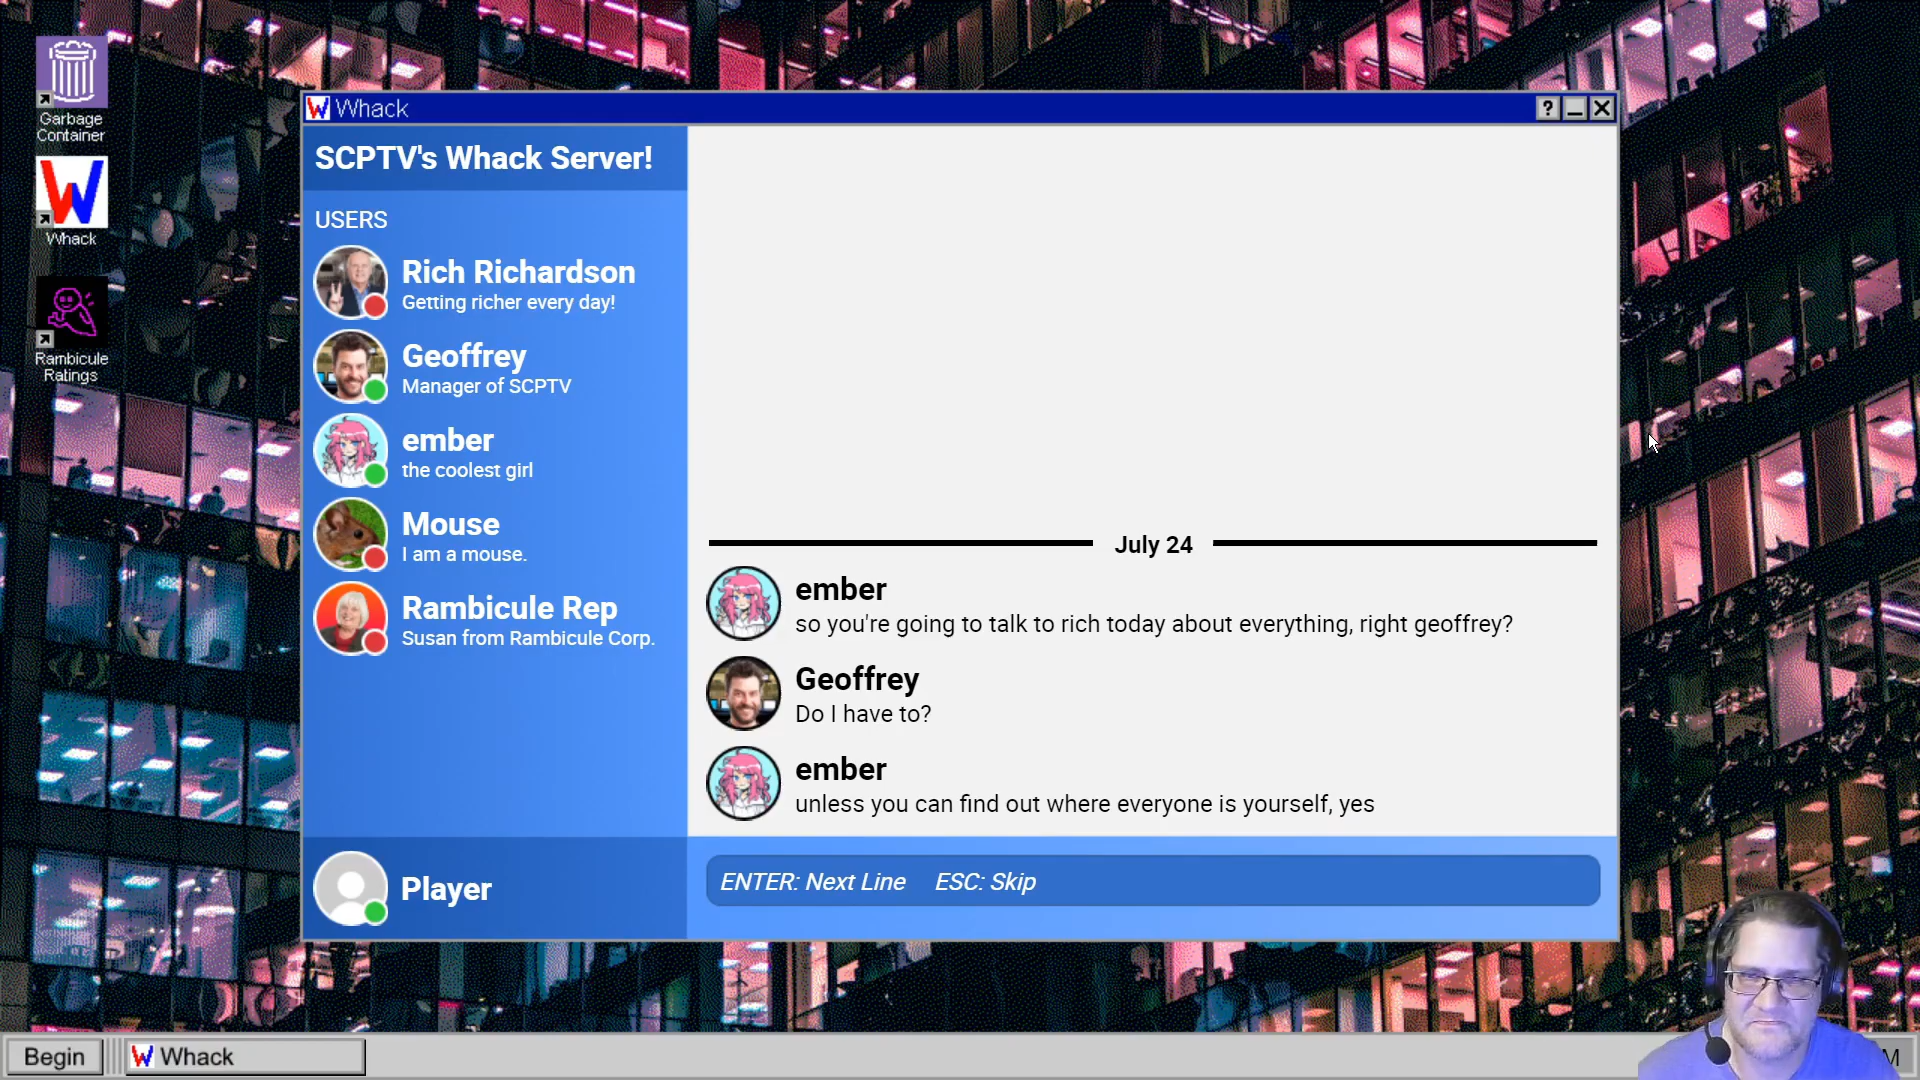 Garbage
Container
Whack
Rambicule
Ratings
Whack
?
SCPTV's Whack Server!
USERS
Rich Richardson
Getting richer every day!
Geoffrey
Manager of SCPTV
ember
the coolest girl
Mouse
I am a mouse.
Rambicule Rep
Susan from Rambicule Corp.
Player
July 24
ember
so you're going to talk to rich today about everything, right geoffrey?
Geoffrey
Do I have to?
ember
unless you can find out where everyone is yourself, yes
ENTER: Next Line ESC: Skip
Begin
Whack